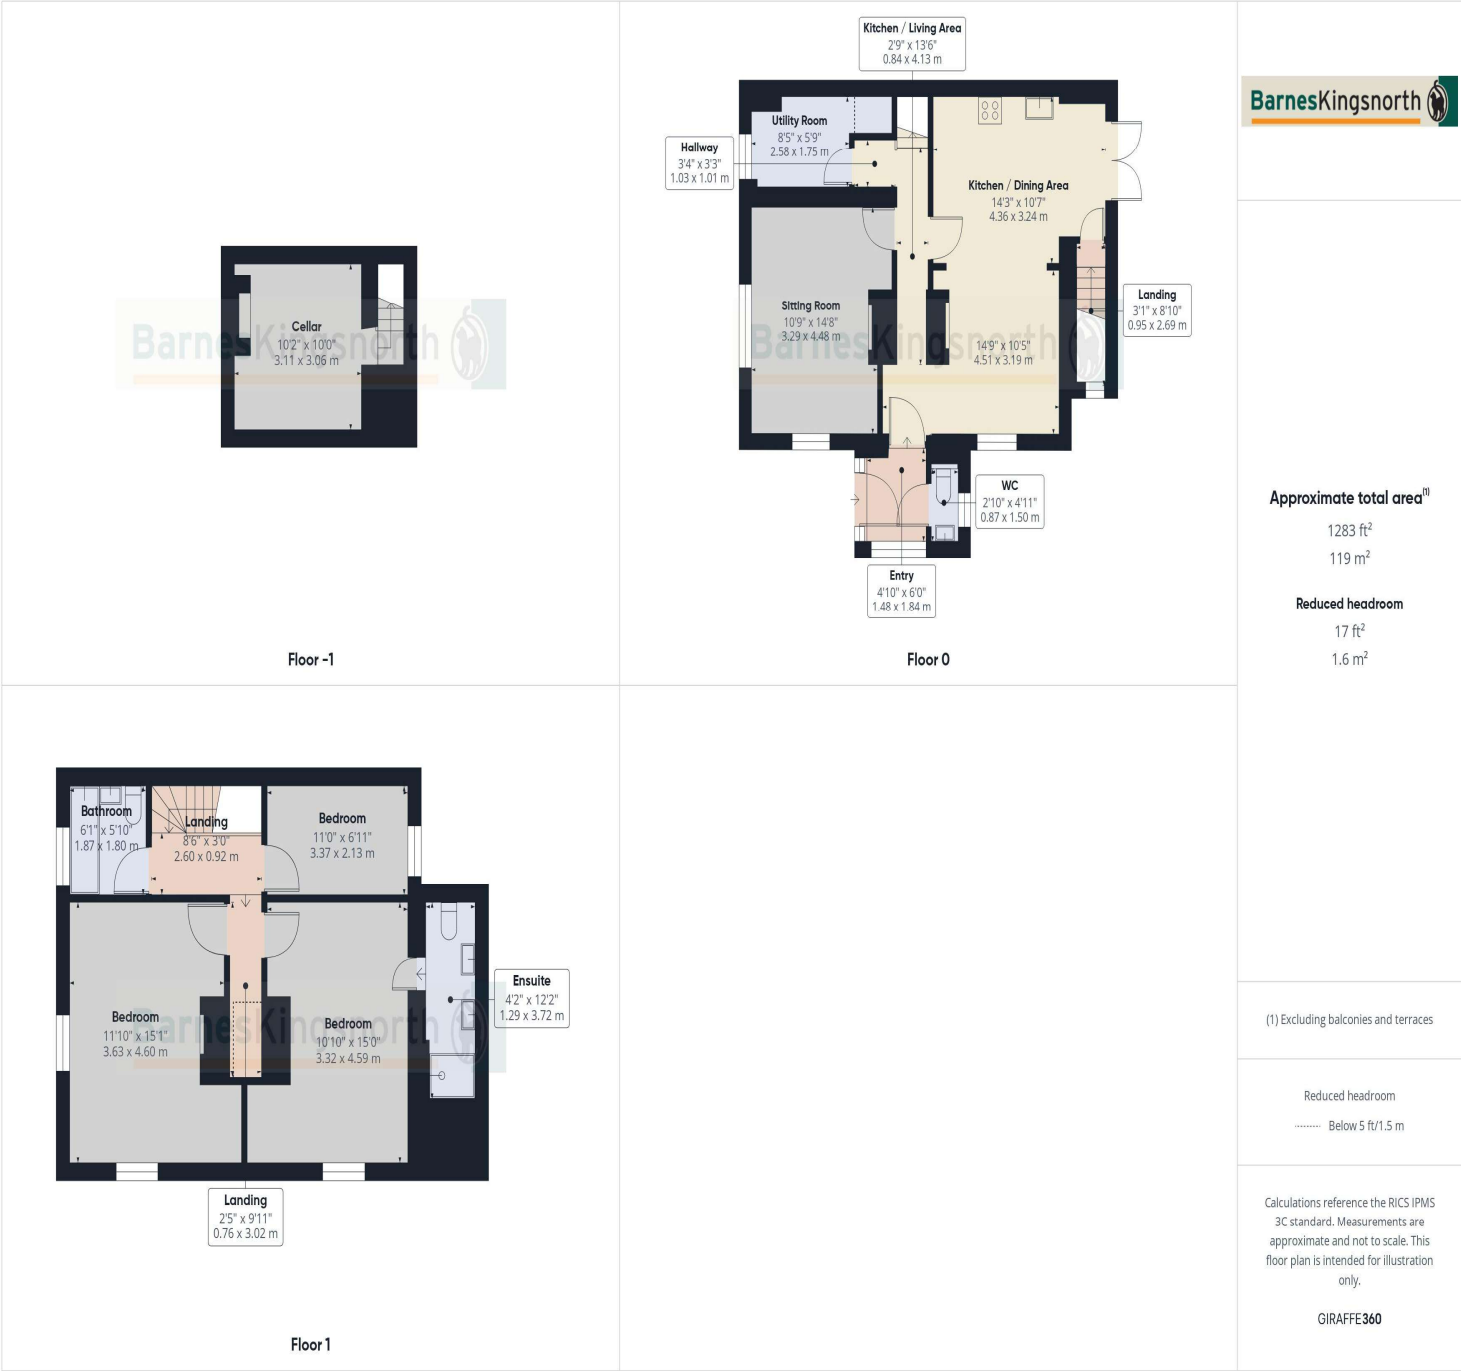 Cellar
10'2" x 10'0"
3.11 x 3.06 m
BarnesKingsnorth
Floor -1
Kitchen / Living Area
2'9" x 13'6"
0.84 x 4.13 m
Utility Room
8'5" x 5'9"
2.58 x 1.75 m
Hallway
3'4" x 3'3"
1.03 x 1.01 m
Kitchen / Dining Area
14'3" x 10'7"
4.36 x 3.24 m
Sitting Room
10'9" x 14'8"
3.29 x 4.48 m
14'9" x 10'5"
4.51 x 3.19 m
BarnesKingsnorth
Landing
3'1" x 8'10"
0.95 x 2.69 m
WC
2'10" x 4'11"
0.87 x 1.50 m
Entry
4'10" x 6'0"
1.48 x 1.84 m
Floor 0
Bathroom
6'1" x 5'10"
1.87 x 1.80 m
Landing
8'6" x 3'0"
2.60 x 0.92 m
Bedroom
11'0" x 6'11"
3.37 x 2.13 m
Ensuite
4'2" x 12'2"
1.29 x 3.72 m
Bedroom
11'10" x 15'1"
3.63 x 4.60 m
Bedroom
10'10" x 15'0"
3.32 x 4.59 m
BarnesKingsnorth
Landing
2'5" x 9'11"
0.76 x 3.02 m
Floor 1
BarnesKingsnorth
Approximate total area(1)
1283 ft²
119 m²
Reduced headroom
17 ft²
1.6 m²
(1) Excluding balconies and terraces
Reduced headroom
Below 5 ft/1.5 m
Calculations reference the RICS IPMS
3C standard. Measurements are
approximate and not to scale. This
floor plan is intended for illustration
only.
GIRAFFE360